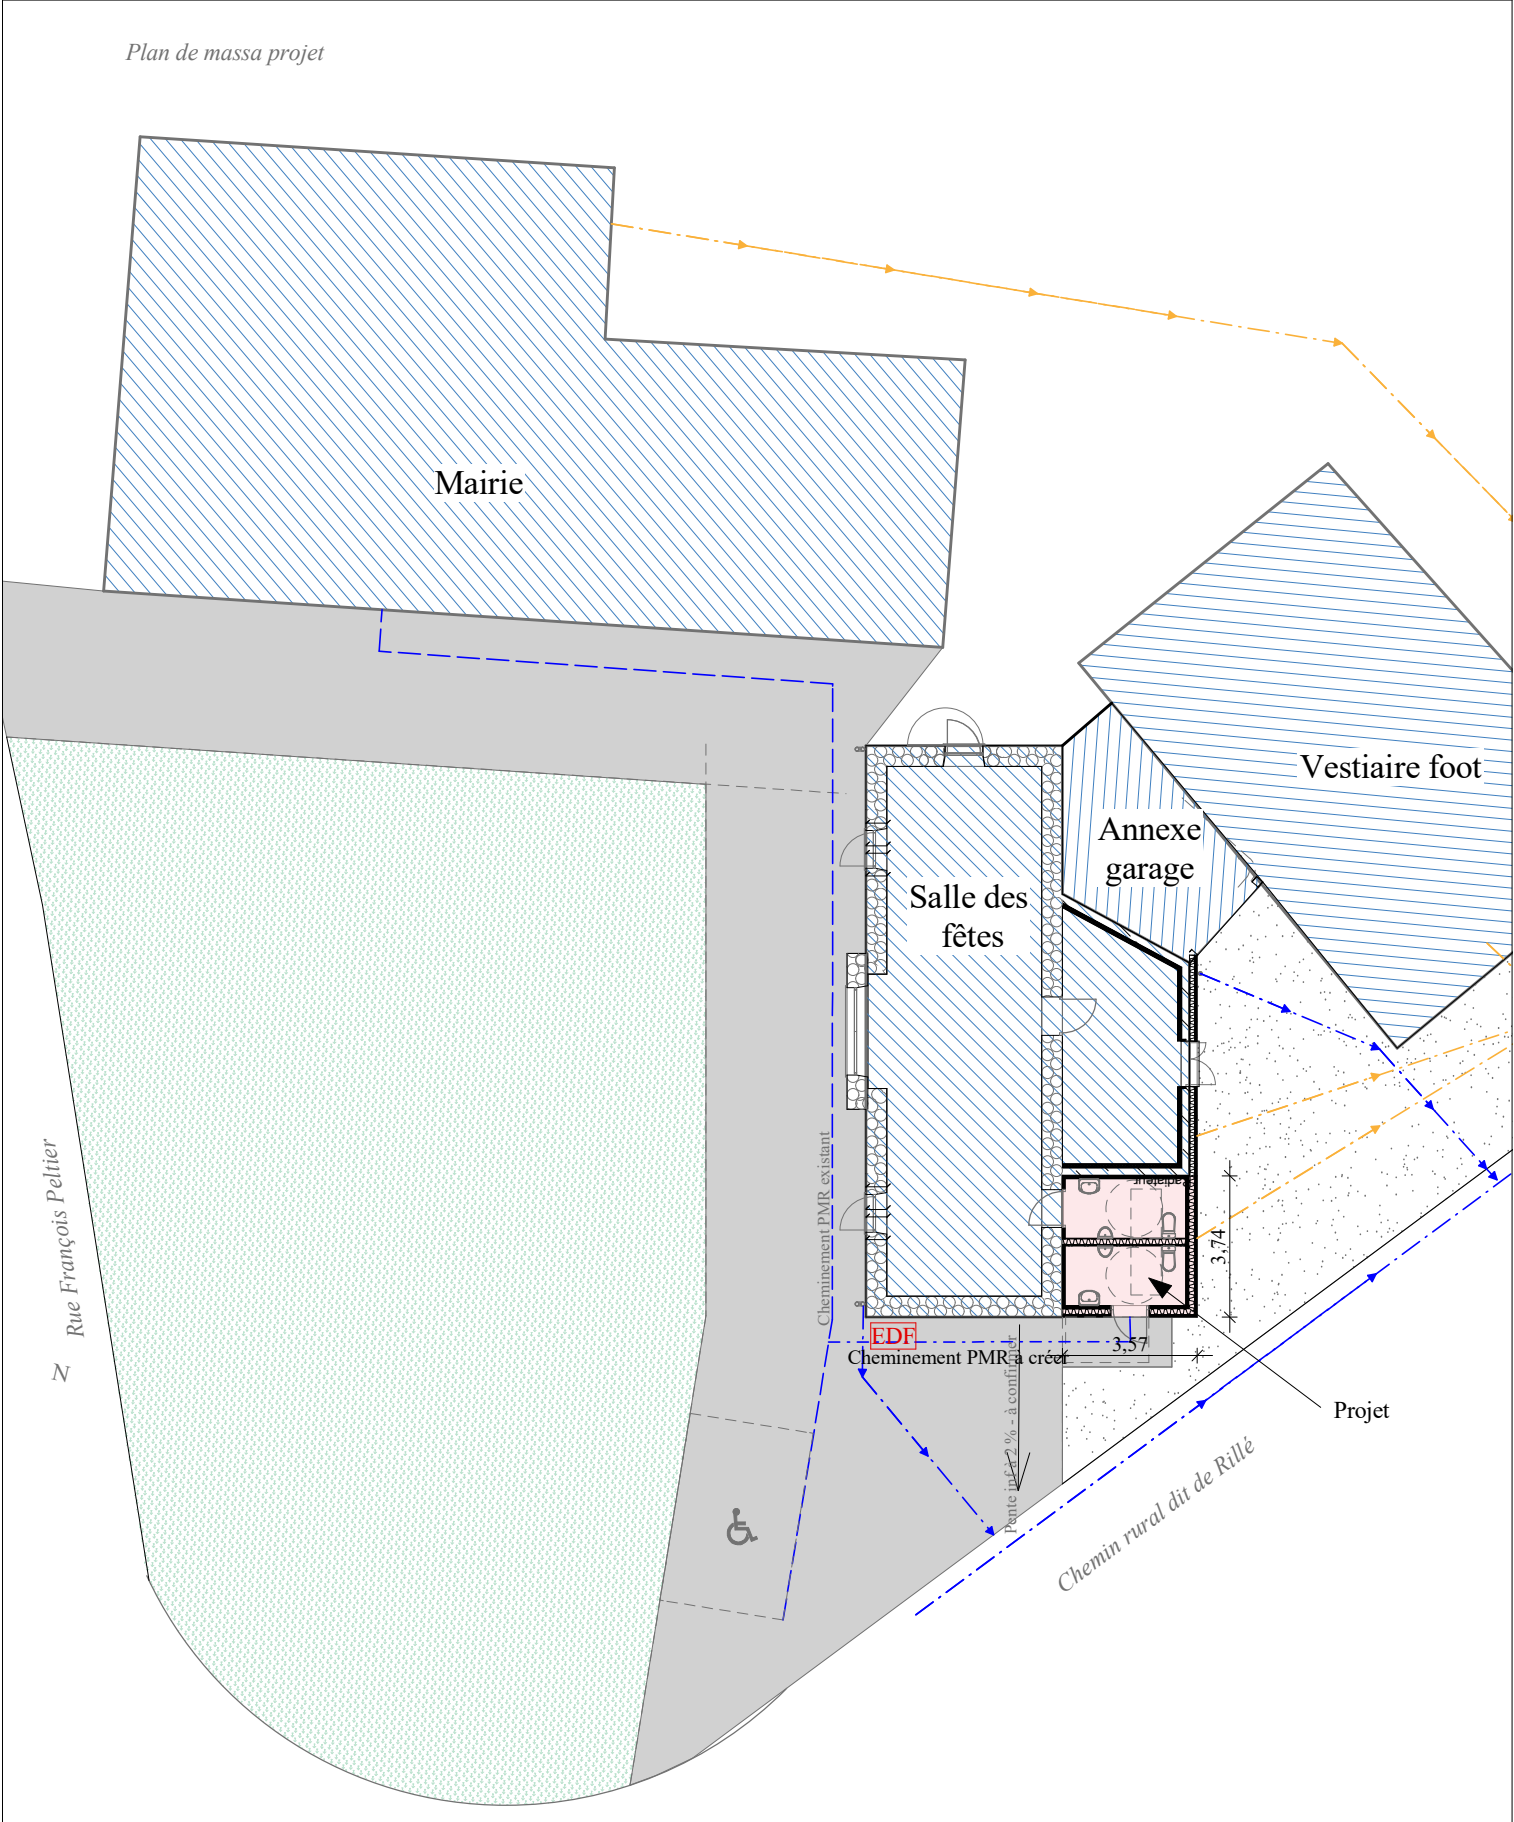 Plan de massa projet
Mairie
Vestiaire foot
Annexe
garage
Salle des
fêtes
Cheminement PMR existant
Rue François Peltier
N
3,74
EDF
3,57
Cheminement PMR à créer
Pente inf à 2 % - à confirmer
Projet
Chemin rural dit de Rillé